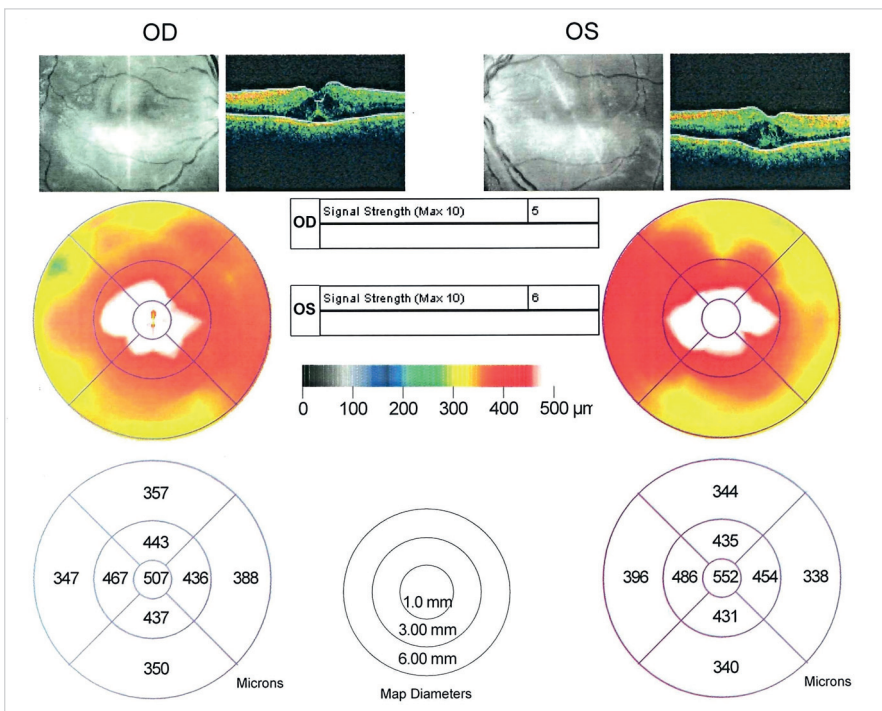 OD OS
OD Signal Strength (Max 10) 5
OS Signal Strength (Max 10) 6
0 100 200 300 400 500 µm
357
443
347 467 507 436 388
437
350
Microns
1.0 mm
3.00 mm
6.00 mm
Map Diameters
344
435
396 486 552 454 338
431
340
Microns